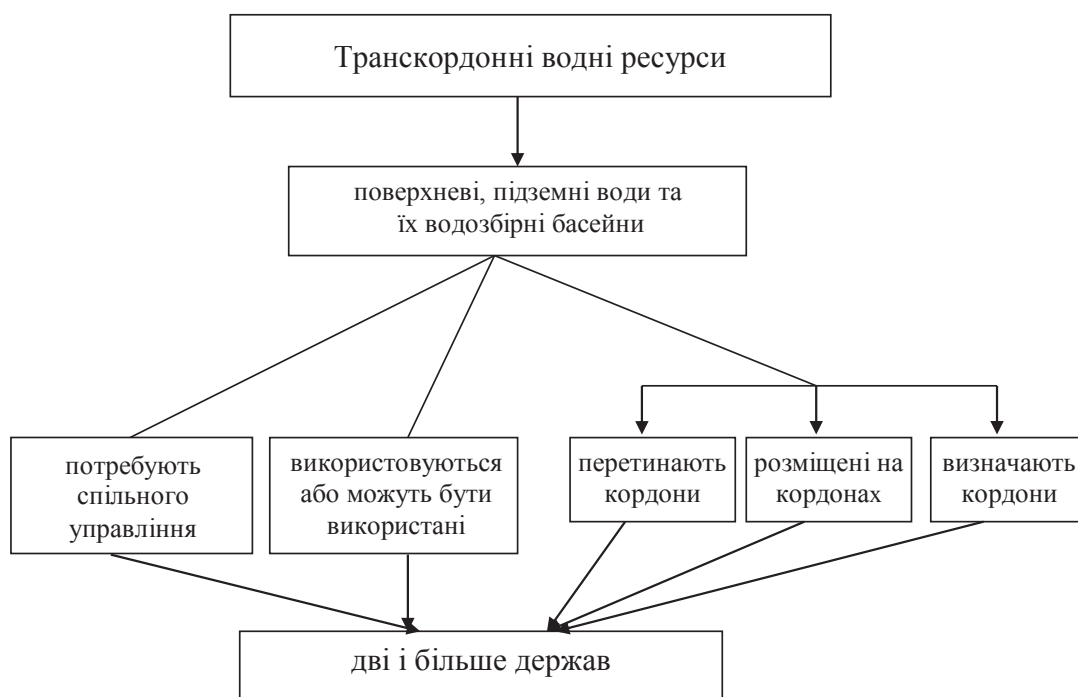 Транскордонні водні ресурси
поверхневі, підземні води та
їх водозбірні басейни
потребують
спільного
управління
використовуються
або можуть бути
використані
перетинають
кордони
розміщені на
кордонах
визначають
кордони
дві і більше держав